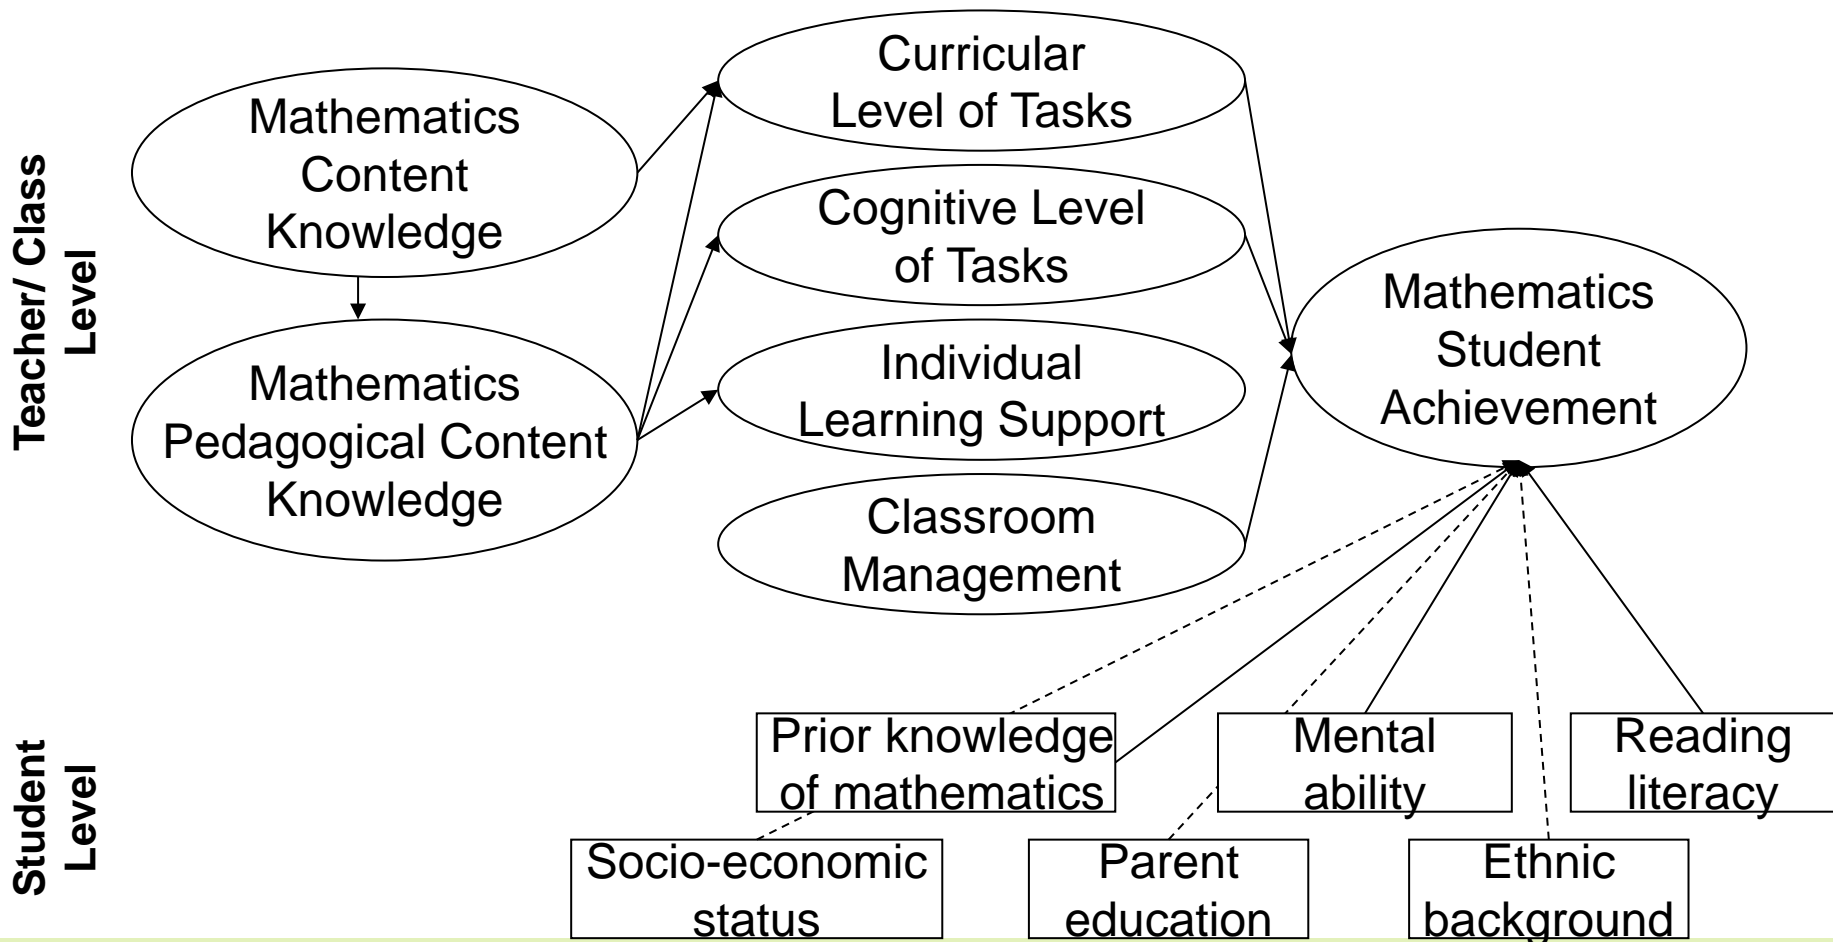 Teacher/ Class
Level
Mathematics
Content
Knowledge
Mathematics
Pedagogical Content
Knowledge
Curricular
Level of Tasks
Cognitive Level
of Tasks
Individual
Learning Support
Classroom
Management
Mathematics
Student
Achievement
Student
Level
Prior knowledge
of mathematics
Mental
ability
Reading
literacy
Socio-economic
status
Parent
education
Ethnic
background